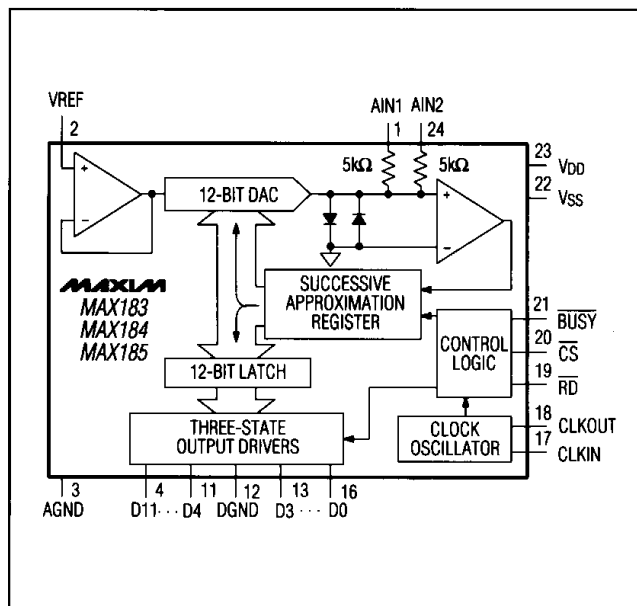 VREF
2
AIN1 AIN2
1 24
5kΩ 5kΩ
23
VDD
22
VSS
+
−
12-BIT DAC
+
−
MAXIM
MAX183
MAX184
MAX185
SUCCESSIVE
APPROXIMATION
REGISTER
CONTROL
LOGIC
21
BUSY
20
CS
19
RD
12-BIT LATCH
THREE-STATE
OUTPUT DRIVERS
CLOCK
OSCILLATOR
18
CLKOUT
17
CLKIN
3 4 11 12 13 16
AGND D11···D4 DGND D3···D0